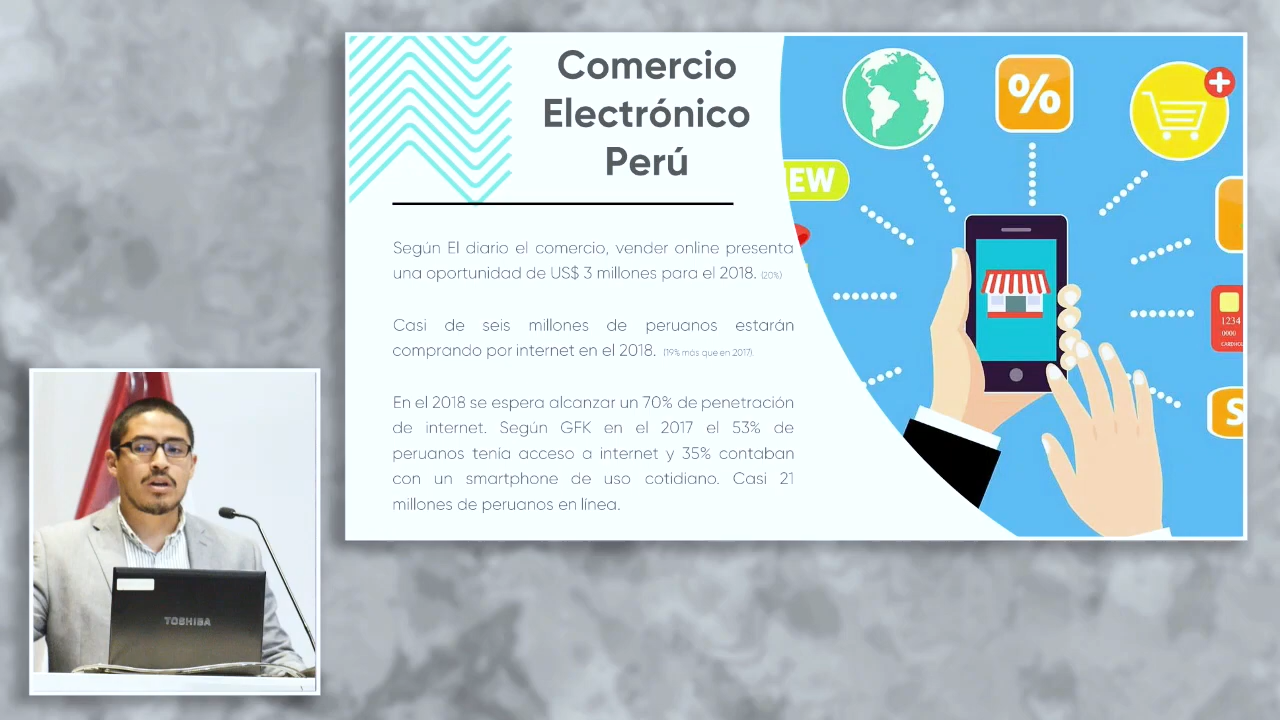 Comercio
Electrónico
Perú
Según El diario el comercio, vender online presenta
una oportunidad de US$ 3 millones para el 2018. (20%)
Casi de seis millones de peruanos estarán
comprando por internet en el 2018. (19% más que en 2017).
En el 2018 se espera alcanzar un 70% de penetración
de internet. Según GFK en el 2017 el 53% de
peruanos tenía acceso a internet y 35% contaban
con un smartphone de uso cotidiano. Casi 21
millones de peruanos en línea.
%
EW
1234
0000
CARDHOL
S
TOSHIBA